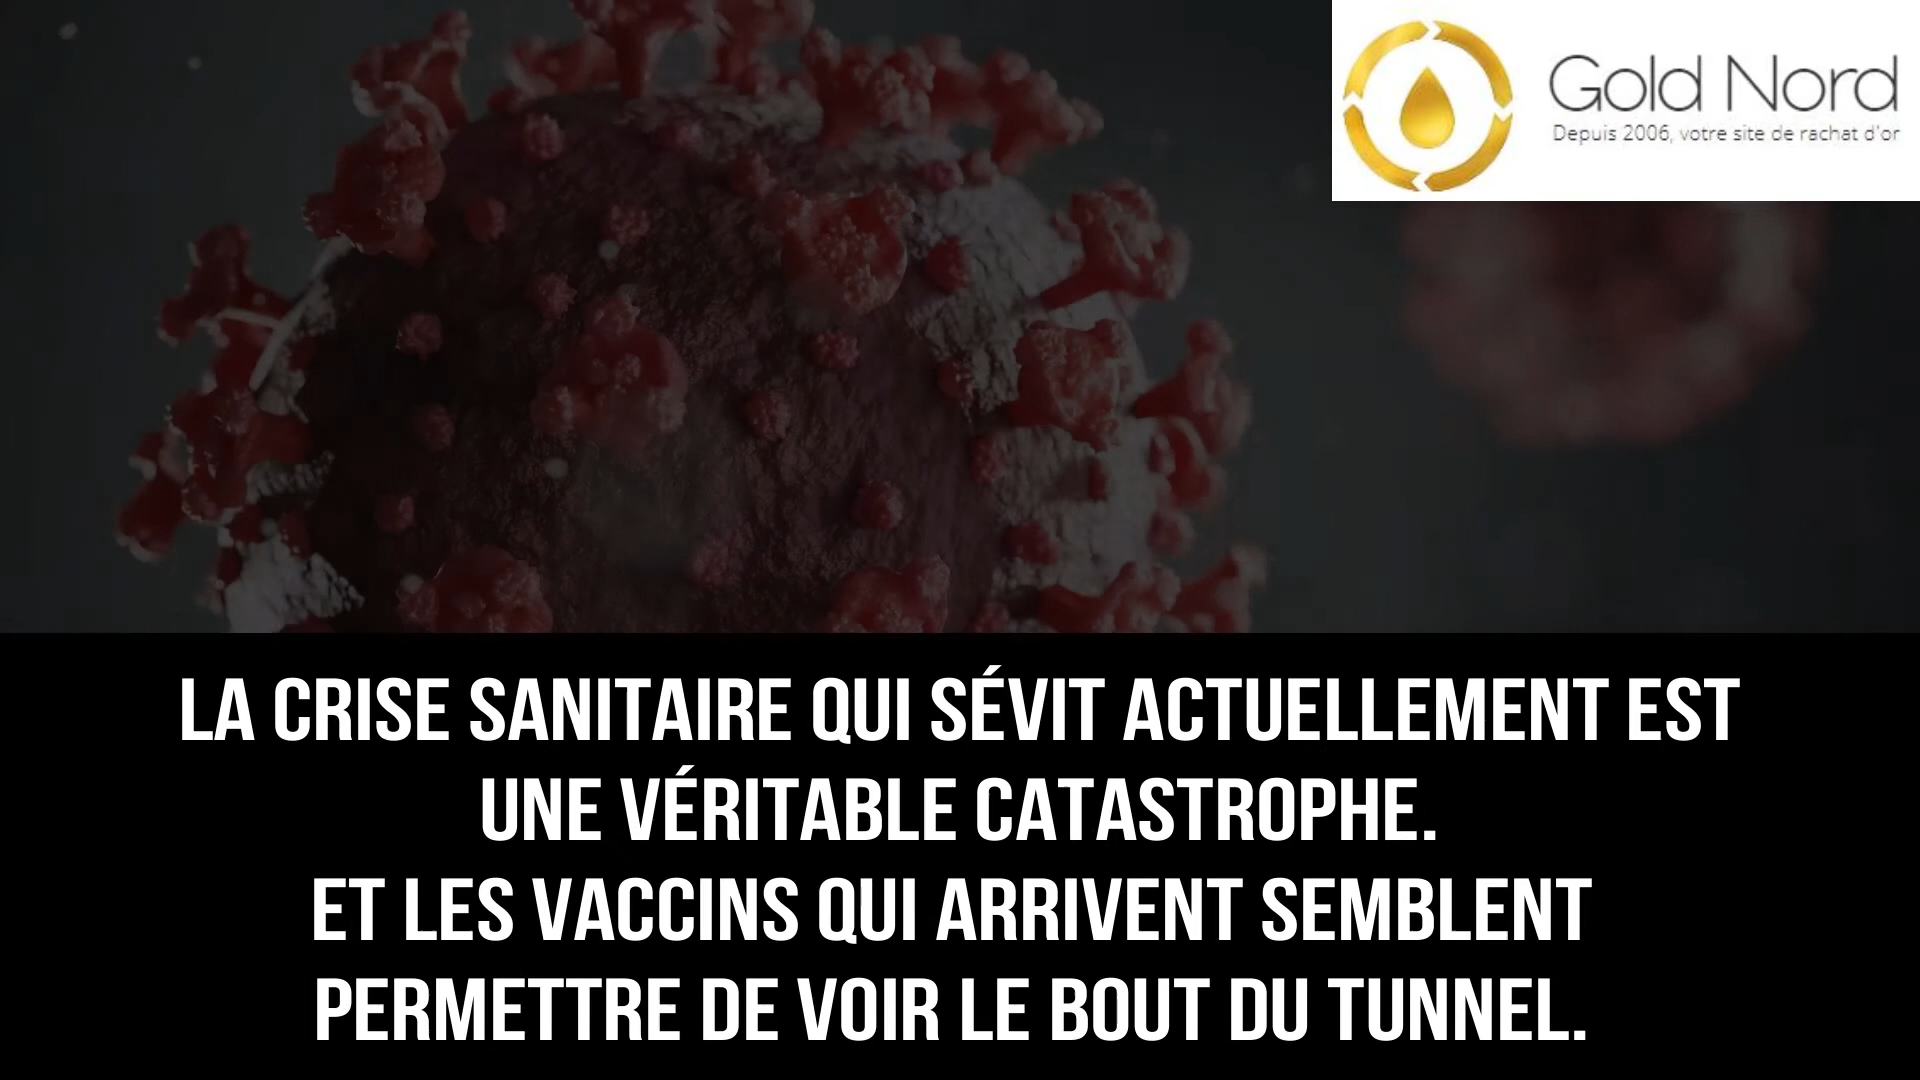 Gold Nord
Depuis 2006, votre site de rachat d'or
LA CRISE SANITAIRE QUI SÉVIT ACTUELLEMENT EST
UNE VÉRITABLE CATASTROPHE.
ET LES VACCINS QUI ARRIVENT SEMBLENT
PERMETTRE DE VOIR LE BOUT DU TUNNEL.